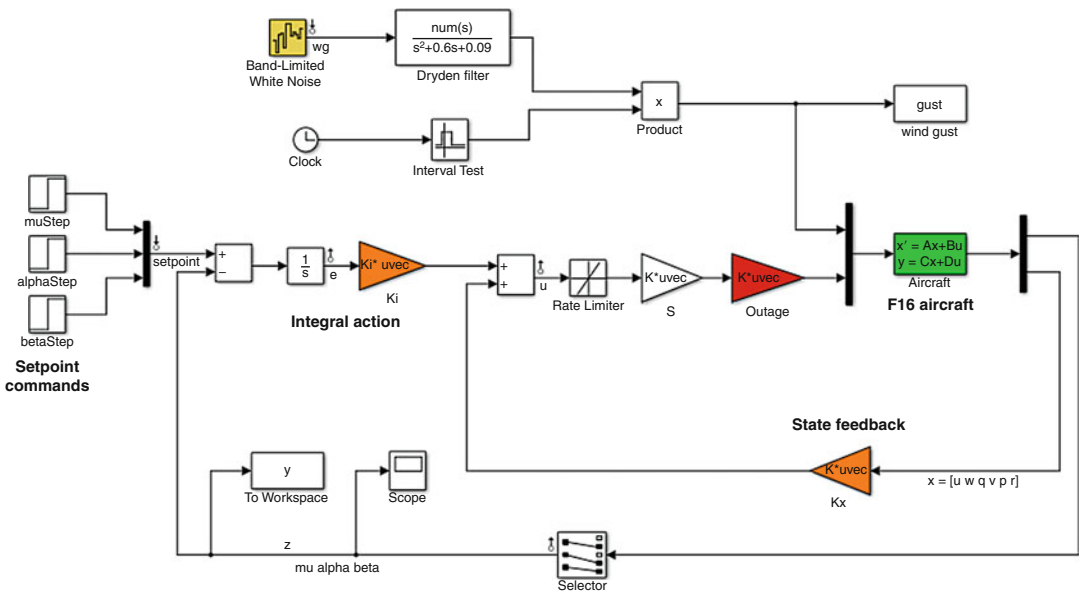 wg
Band-Limited
White Noise
num(s)
s²+0.6s+0.09
Dryden filter
Clock
Interval Test
x
Product
gust
wind gust
muStep
alphaStep
betaStep
Setpoint
commands
setpoint
+
−
1
s
e
Ki* uvec
Ki
Integral action
+
+
u
Rate Limiter
K*uvec
S
K*uvec
Outage
x' = Ax+Bu
y = Cx+Du
Aircraft
F16 aircraft
State feedback
K*uvec
Kx
x = [u w q v p r]
y
To Workspace
Scope
z
mu alpha beta
Selector